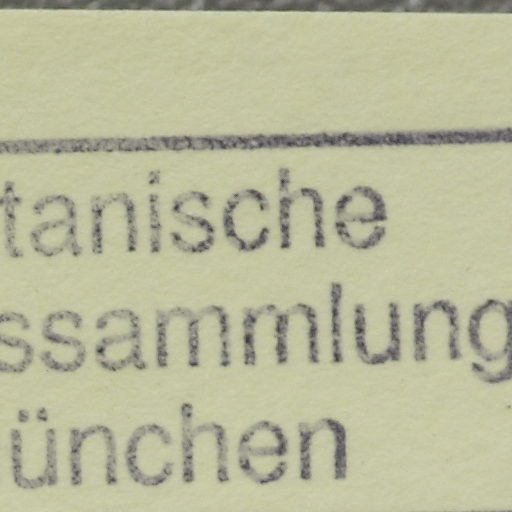 tanische
ssammlung
ünchen